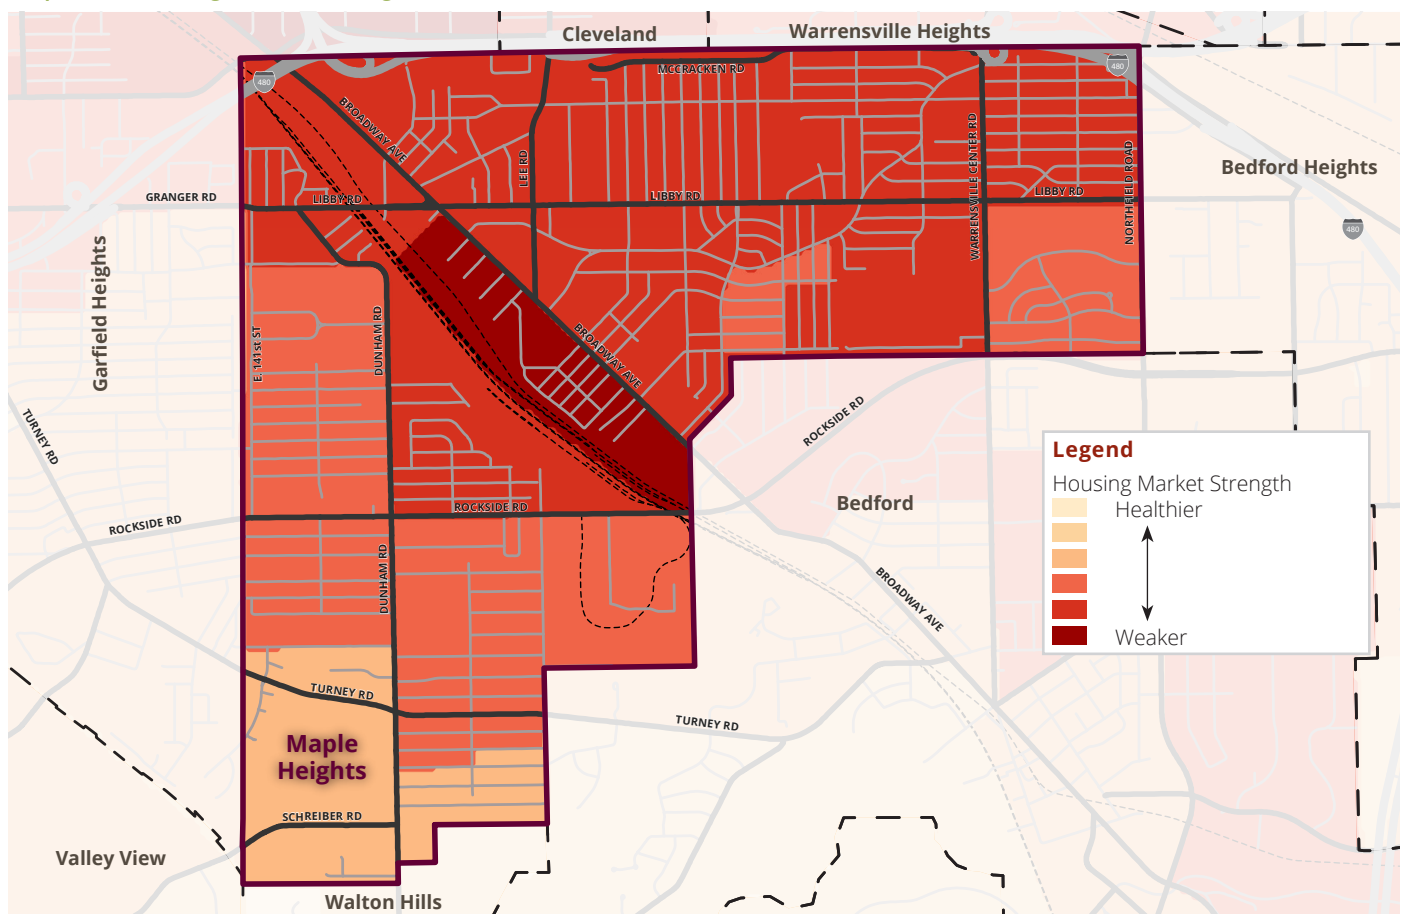 Cleveland
Warrensville Heights
480
MCCRACKEN RD
480
BROADWAY AVE
LEE RD
WARRENSVILLE CENTER RD
NORTHFIELD ROAD
Bedford Heights
GRANGER RD
LIBBY RD
LIBBY RD
LIBBY RD
480
Garfield Heights
E. 141st ST
DUNHAM RD
BROADWAY AVE
TURNEY RD
ROCKSIDE RD
Legend
Housing Market Strength
Healthier
Weaker
ROCKSIDE RD
ROCKSIDE RD
Bedford
DUNHAM RD
BROADWAY AVE
TURNEY RD
TURNEY RD
Maple
Heights
SCHREIBER RD
Valley View
Walton Hills